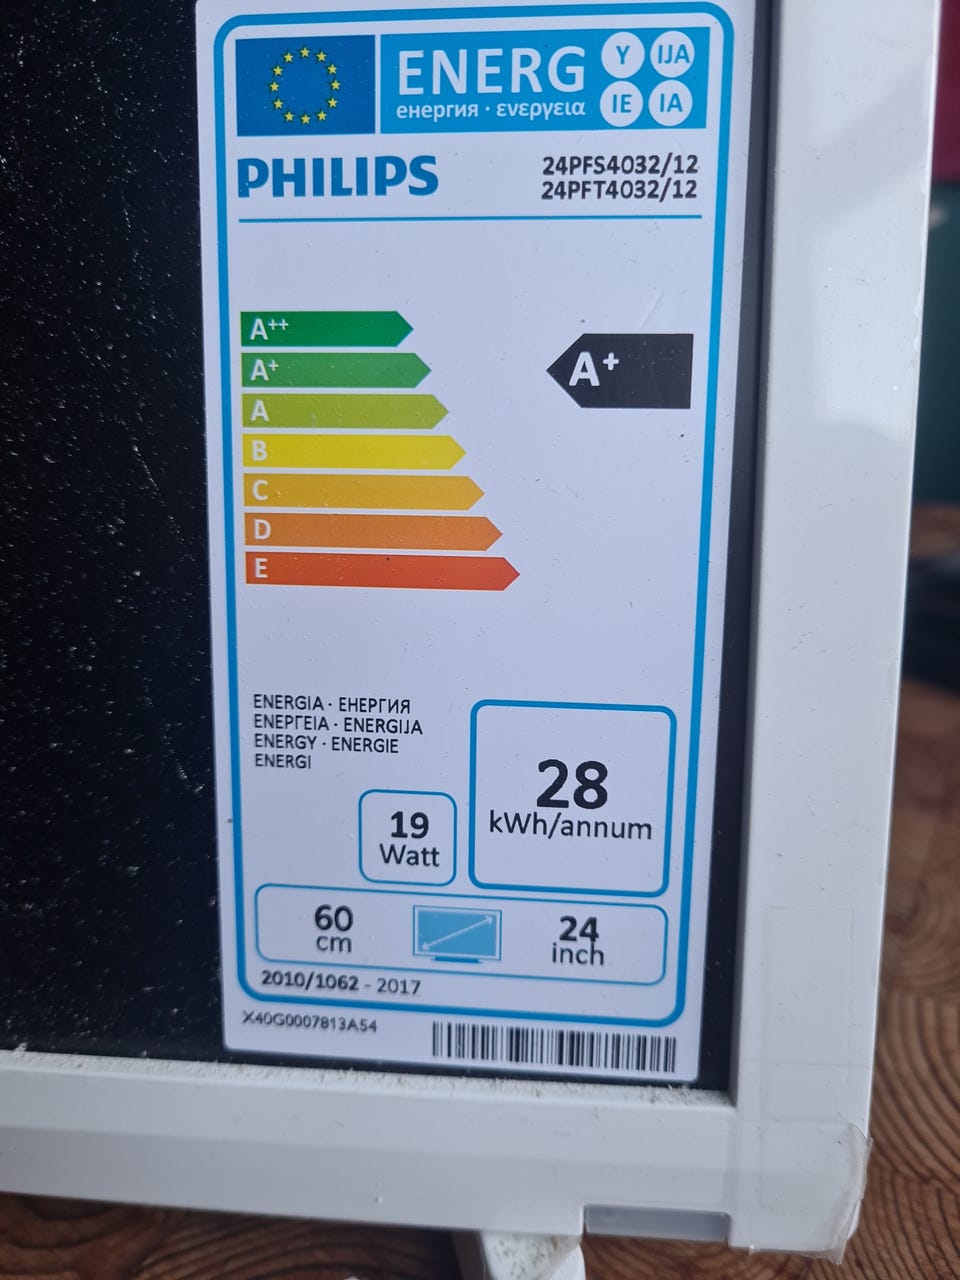 ENERG Y IJA
енергия · ενεργεια IE IA
PHILIPS
24PFS4032/12
24PFT4032/12
A++
A+
A+
A
B
C
D
E
ENERGIA · ЕНЕРГИЯ
ΕΝΕΡΓΕΙΑ · ENERGIJA
ENERGY · ENERGIE
ENERGI
19
Watt
28
kWh/annum
60
cm
24
inch
2010/1062 - 2017
X40G0007813A54